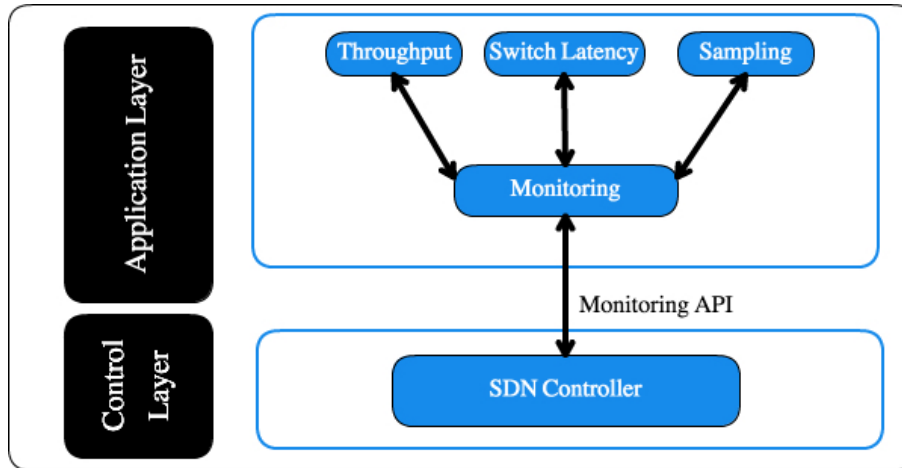 Application Layer
Throughput
Switch Latency
Sampling
Monitoring
Monitoring API
Control
Layer
SDN Controller